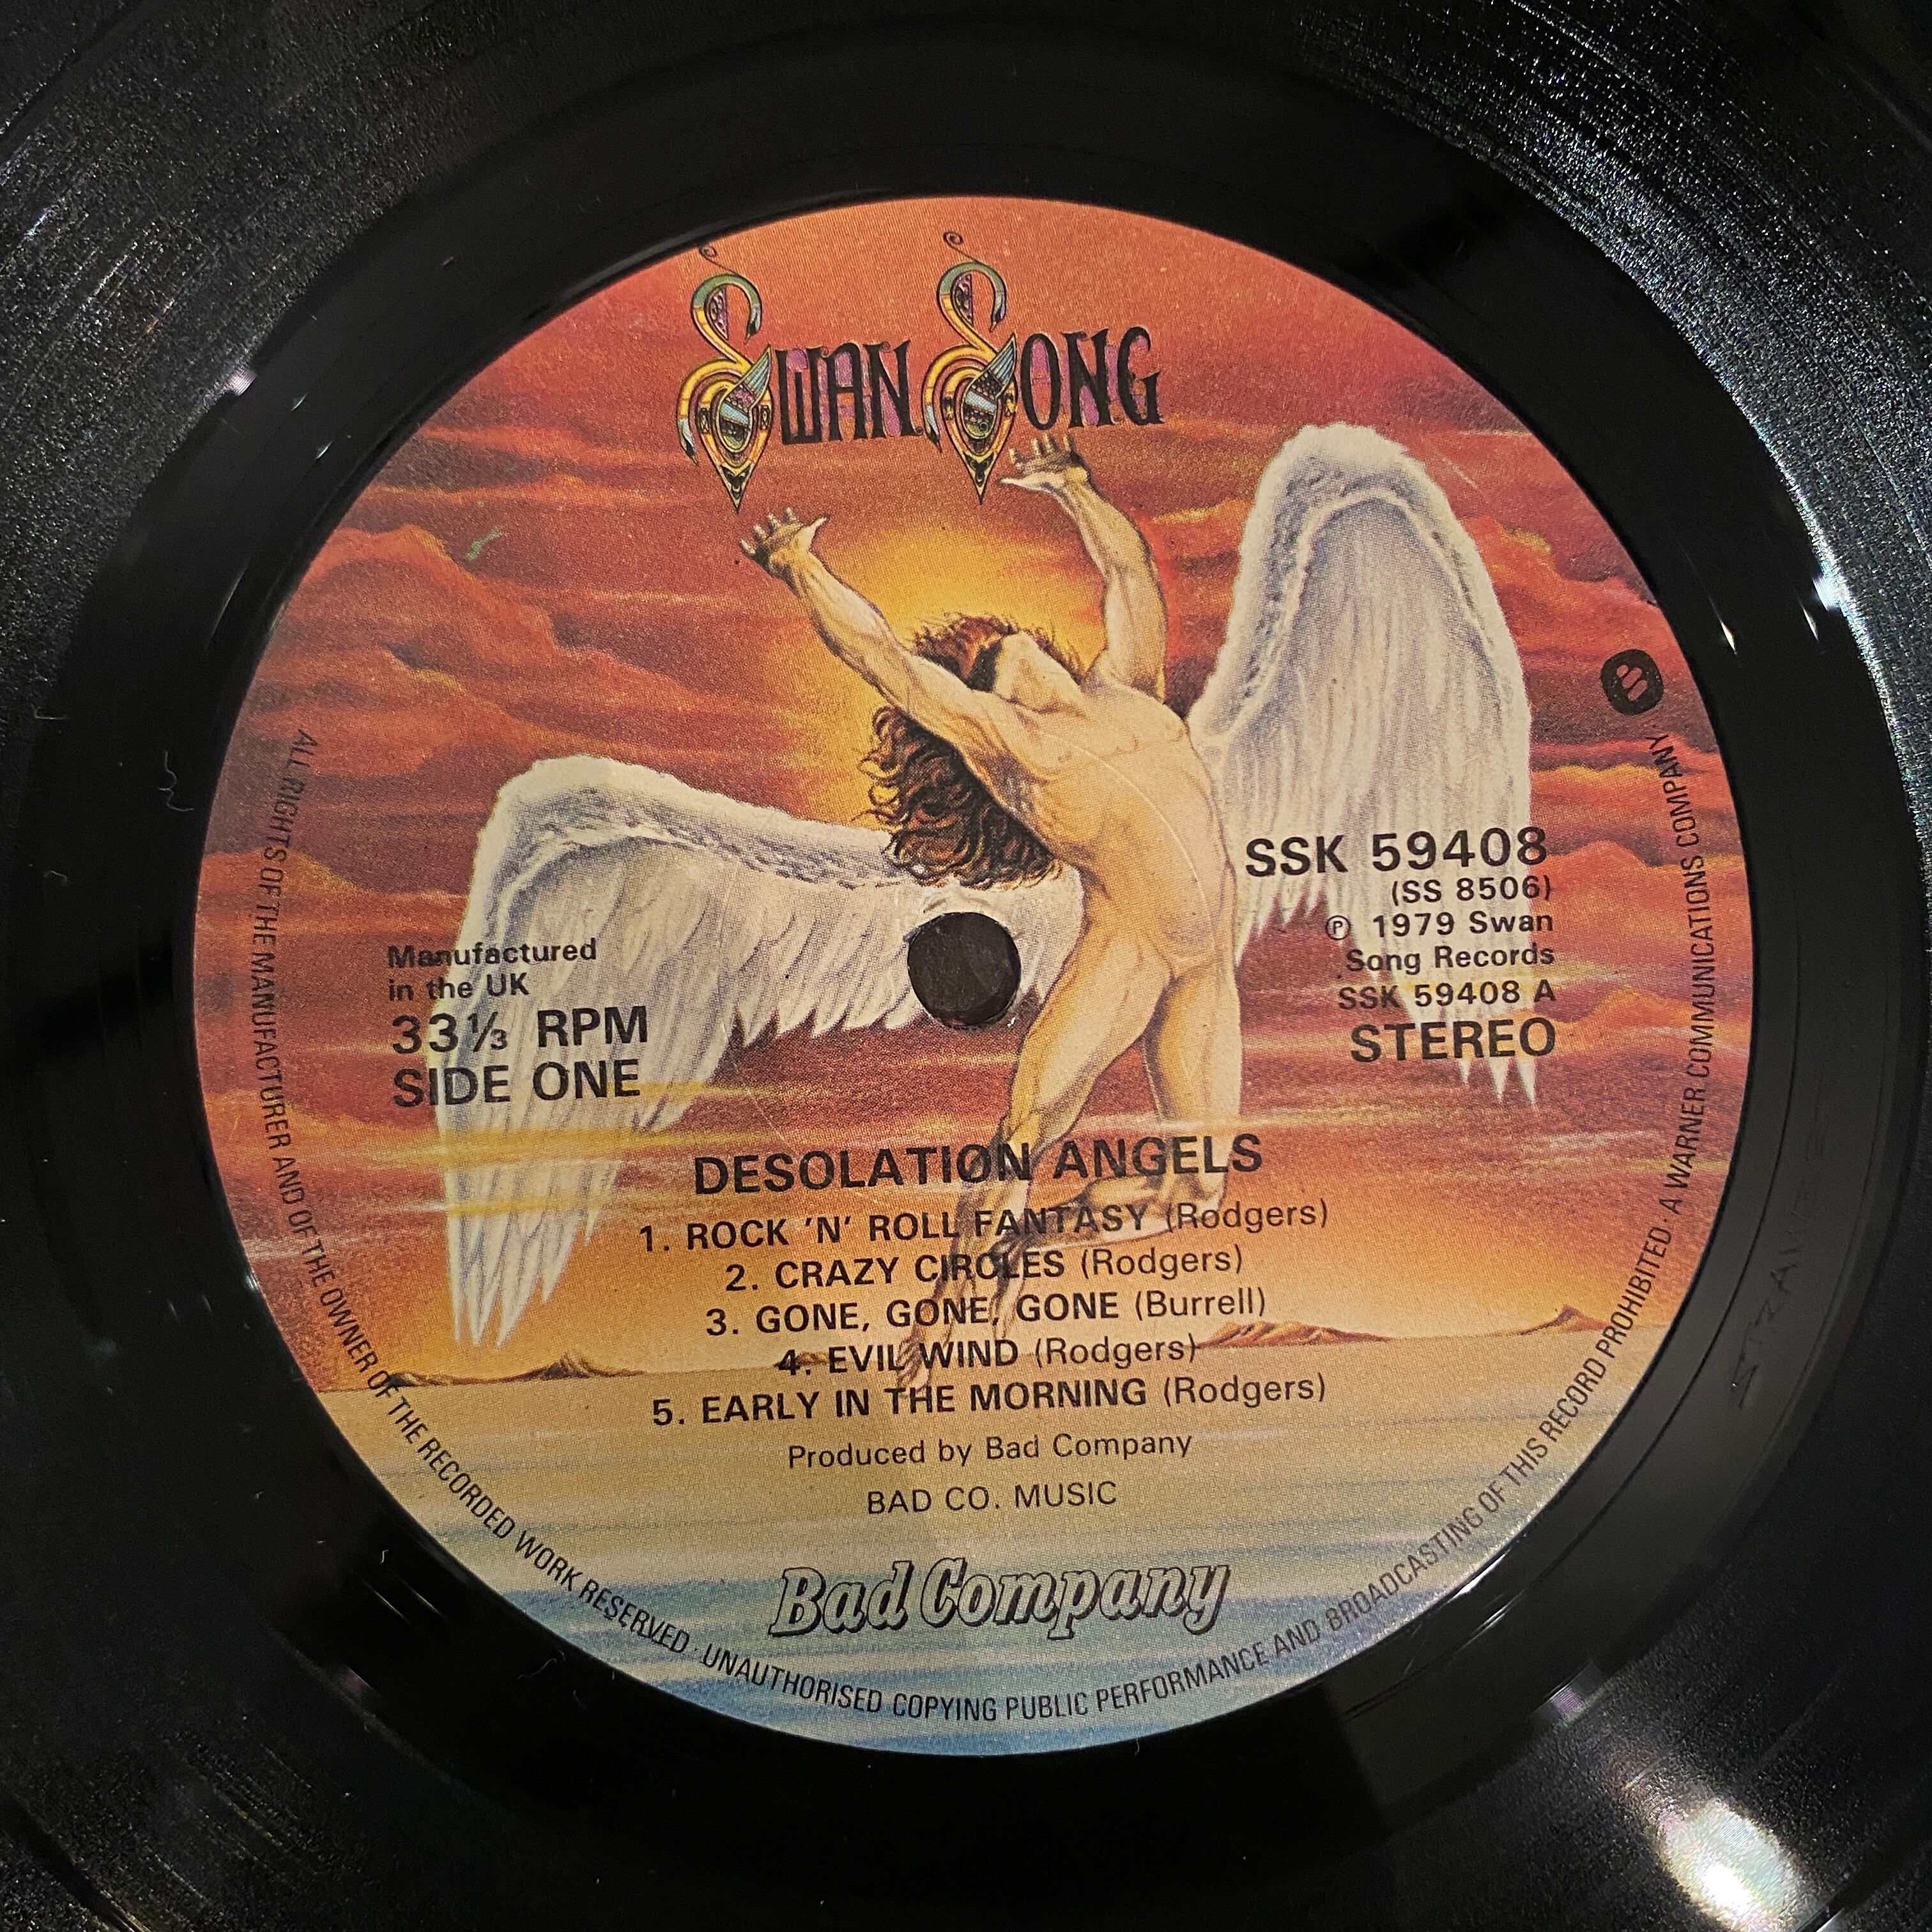 SWAN SONG
SSK 59408
(SS 8506)
℗ 1979 Swan
Song Records
SSK 59408 A
STEREO
Manufactured
in the UK
33⅓ RPM
SIDE ONE
DESOLATION ANGELS
1. ROCK 'N' ROLL FANTASY (Rodgers)
2. CRAZY CIRCLES (Rodgers)
3. GONE, GONE, GONE (Burrell)
4. EVIL WIND (Rodgers)
5. EARLY IN THE MORNING (Rodgers)
Produced by Bad Company
BAD CO. MUSIC
Bad Company
ALL RIGHTS OF THE MANUFACTURER AND OF THE OWNER OF THE RECORDED WORK RESERVED · UNAUTHORISED COPYING PUBLIC PERFORMANCE AND BROADCASTING OF THIS RECORD PROHIBITED · A WARNER COMMUNICATIONS COMPANY ·